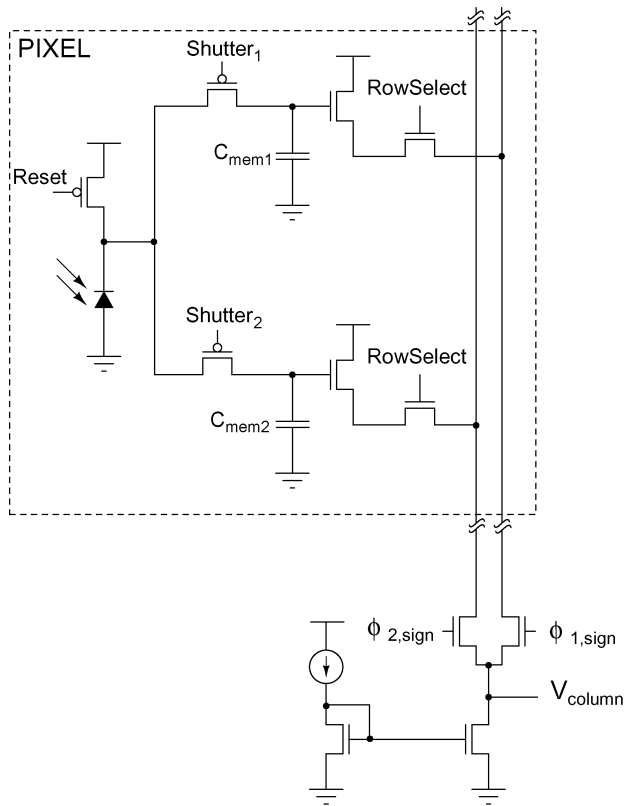 PIXEL
Shutter1
RowSelect
Cmem1
Reset
Shutter2
RowSelect
Cmem2
ϕ 2,sign
ϕ 1,sign
Vcolumn